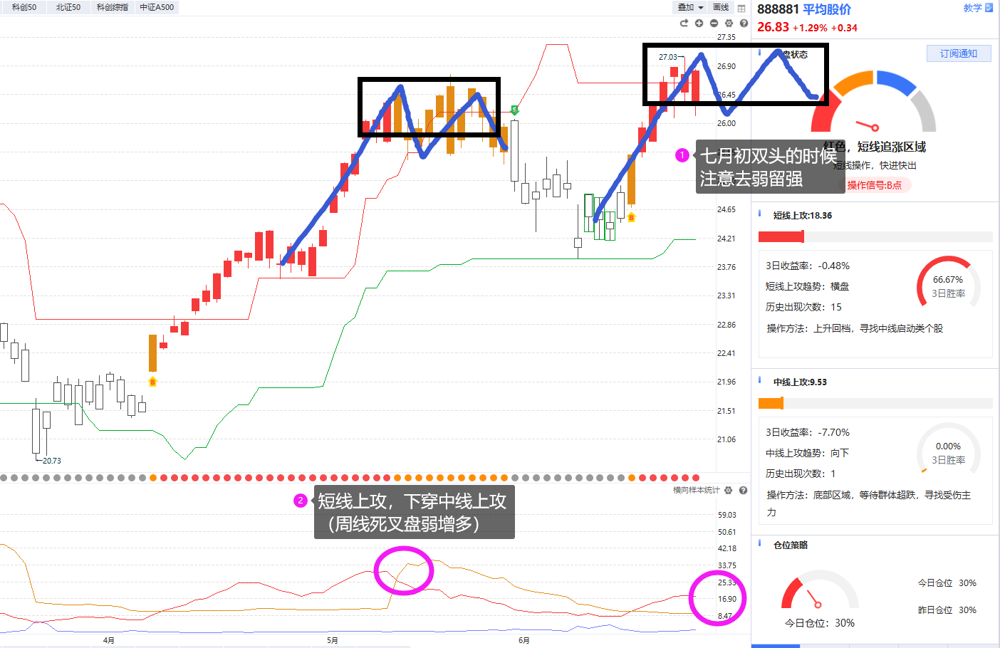 科创50 北证50 科创综指 中证A500
叠加 画线
888881 平均股价 教学
26.83 +1.29% +0.34
27.35
26.90
26.45
26.00
24.65
24.21
23.76
23.31
22.86
22.41
21.96
21.51
21.06
27.03
20.73
S
B
B
1 七月初双头的时候
注意去弱留强
盘状态
订阅通知
红色，短线追涨区域
短线操作，快进快出
操作信号:B点
短线上攻:18.36
3日收益率：-0.48%
短线上攻趋势：横盘
历史出现次数：15
操作方法：上升回档，寻找中线启动类个股
66.67%
3日胜率
中线上攻:9.53
3日收益率：-7.70%
中线上攻趋势：向下
历史出现次数：1
操作方法：底部区域，等待群体超跌，寻找受伤主
力
0.00%
3日胜率
仓位策略
今日仓位 30%
昨日仓位 30%
今日仓位：30%
横向样本统计
2 短线上攻，下穿中线上攻
（周线死叉盘弱增多）
59.03
50.61
42.18
33.75
25.33
16.90
8.47
4月 5月 6月